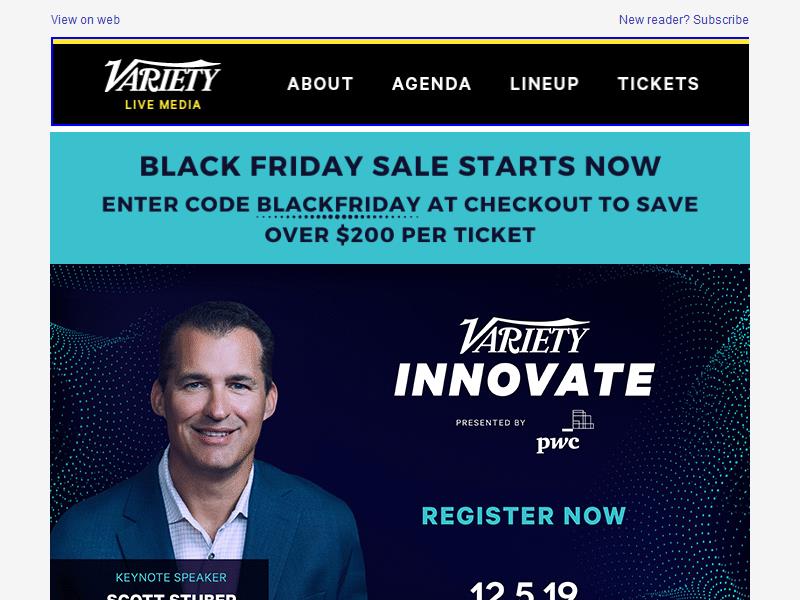 View on web
New reader? Subscribe
VARIETY
LIVE MEDIA
ABOUT
AGENDA
LINEUP
TICKETS
BLACK FRIDAY SALE STARTS NOW
ENTER CODE BLACKFRIDAY AT CHECKOUT TO SAVE
OVER $200 PER TICKET
VARIETY
INNOVATE
PRESENTED BY
pwc
REGISTER NOW
12.5.19
KEYNOTE SPEAKER
SCOTT STUBER